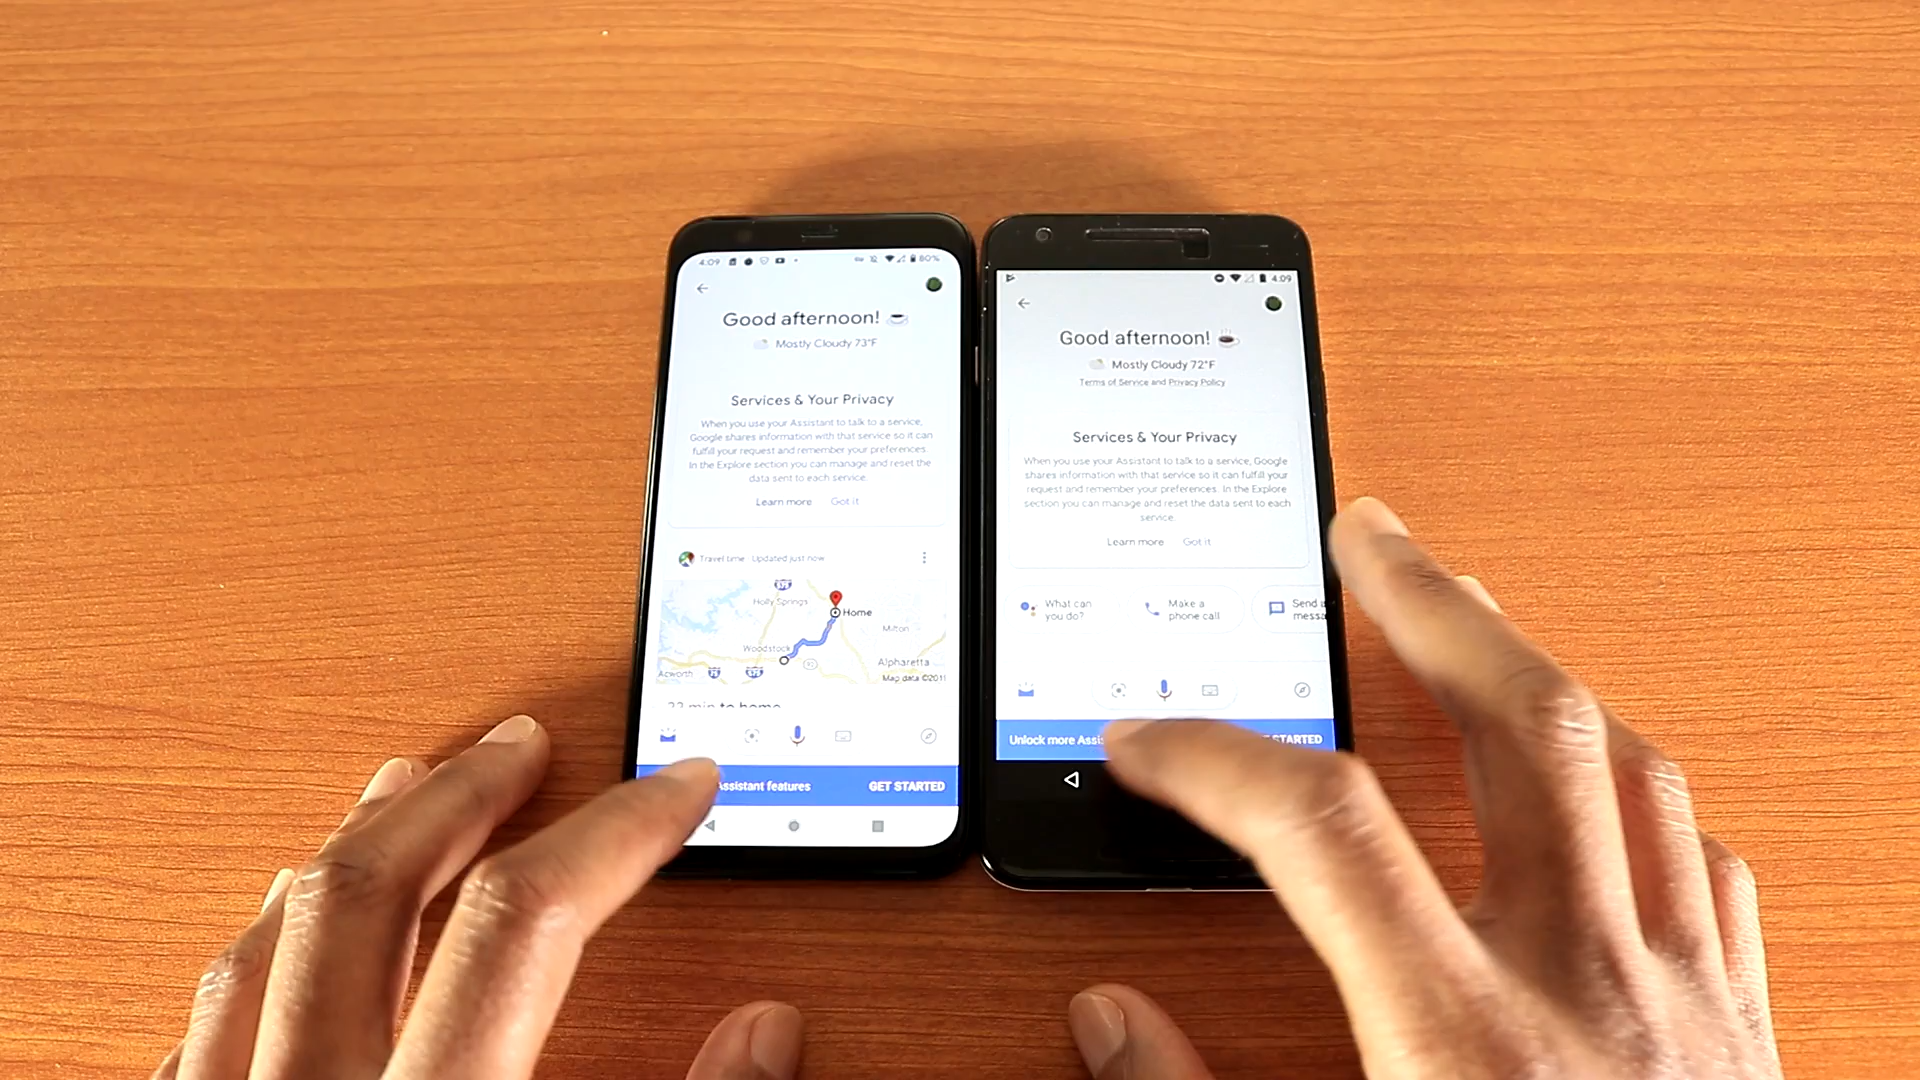 4:09
80%
Good afternoon!
Mostly Cloudy 73°F
Services & Your Privacy
When you use your Assistant to talk to a service,
Google shares information with that service so it can
fulfill your request and remember your preferences.
In the Explore section you can manage and reset the
data sent to each service.
Learn more Got it
Travel time · Updated just now
Holly Springs
Home
Milton
Woodstock
Alpharetta
Acworth
Map data ©201
22 min to home
Assistant features GET STARTED
4:09
Good afternoon!
Mostly Cloudy 72°F
Terms of Service and Privacy Policy
Services & Your Privacy
When you use your Assistant to talk to a service, Google
shares information with that service so it can fulfill your
request and remember your preferences. In the Explore
section you can manage and reset the data sent to each
service.
Learn more Got it
What can
you do?
Make a
phone call
Send
messa
Unlock more Assis
STARTED